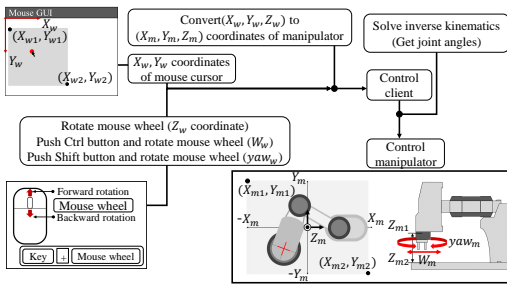 Mouse GUI
X_w
(X_w1, Y_w1)
Y_w
(X_w2, Y_w2)
Convert(X_w, Y_w, Z_w) to
(X_m, Y_m, Z_m) coordinates of manipulator
Solve inverse kinematics
(Get joint angles)
X_w, Y_w coordinates
of mouse cursor
Control
client
Rotate mouse wheel (Z_w coordinate)
Push Ctrl button and rotate mouse wheel (W_w)
Push Shift button and rotate mouse wheel (yaw_w)
Control
manipulator
Forward rotation
Mouse wheel
Backward rotation
Key + Mouse wheel
Y_m
(X_m1, Y_m1)
-X_m
X_m
Z_m
-Y_m
(X_m2, Y_m2)
Z_m1
yaw_m
Z_m2
W_m